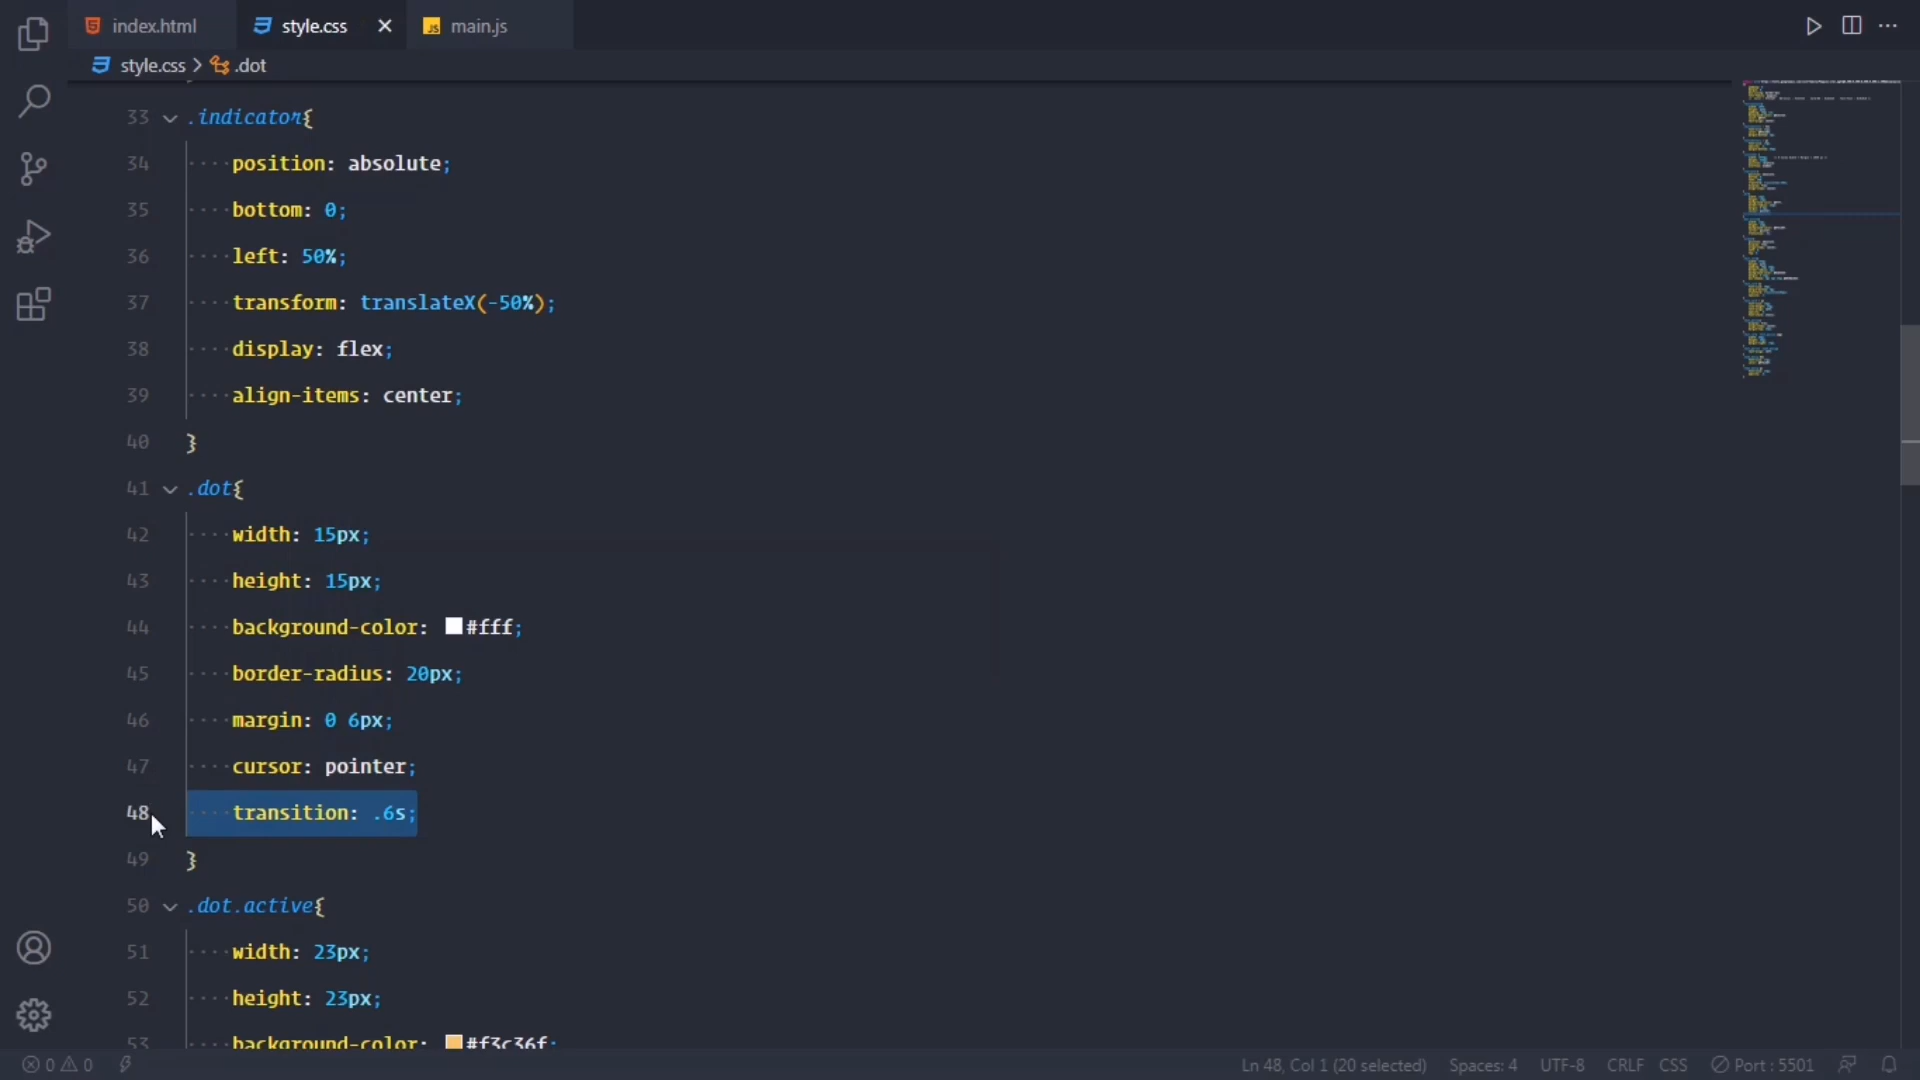 index.html style.css main.js
style.css > .dot
33 .indicator{
34 ····position: absolute;
35 ····bottom: 0;
36 ····left: 50%;
37 ····transform: translateX(-50%);
38 ····display: flex;
39 ····align-items: center;
40 }
41 .dot{
42 ····width: 15px;
43 ····height: 15px;
44 ····background-color: #fff;
45 ····border-radius: 20px;
46 ····margin: 0 6px;
47 ····cursor: pointer;
48 ····transition: .6s;
49 }
50 .dot.active{
51 ····width: 23px;
52 ····height: 23px;
53 ····background-color: #f3c36f;
0 0 Ln 48, Col 1 (20 selected) Spaces: 4 UTF-8 CRLF CSS Port : 5501